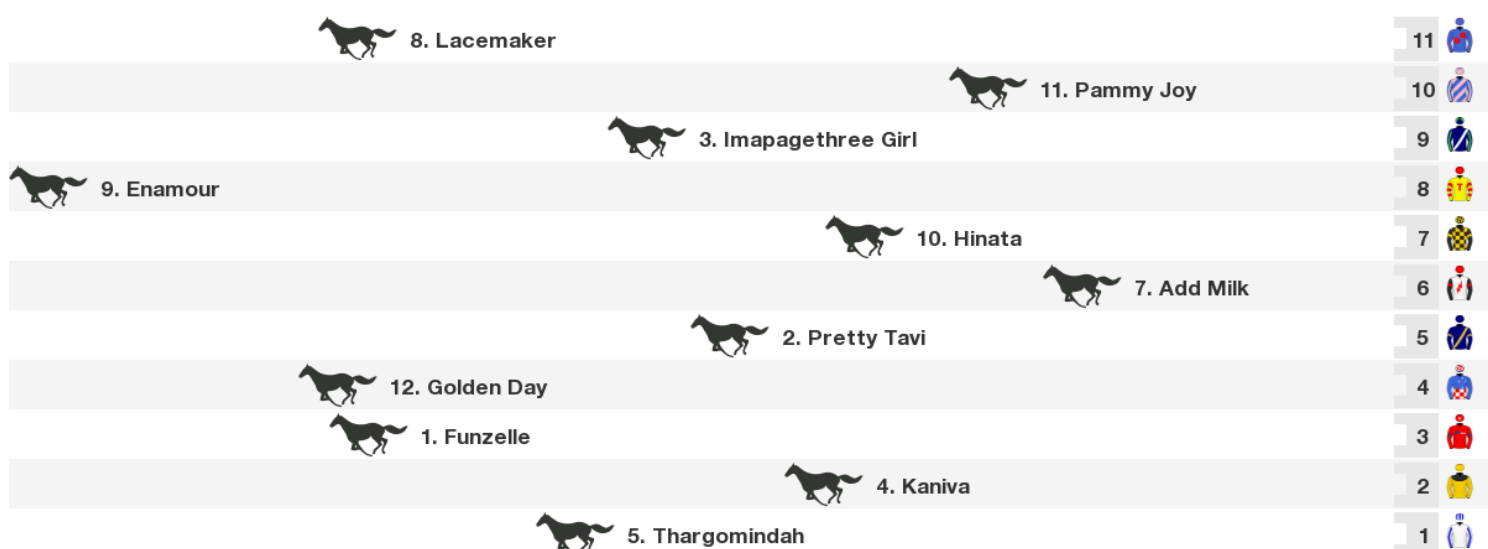 8. Lacemaker 11
11. Pammy Joy 10
3. Imapagethree Girl 9
9. Enamour 8
10. Hinata 7
7. Add Milk 6
2. Pretty Tavi 5
12. Golden Day 4
1. Funzelle 3
4. Kaniva 2
5. Thargomindah 1